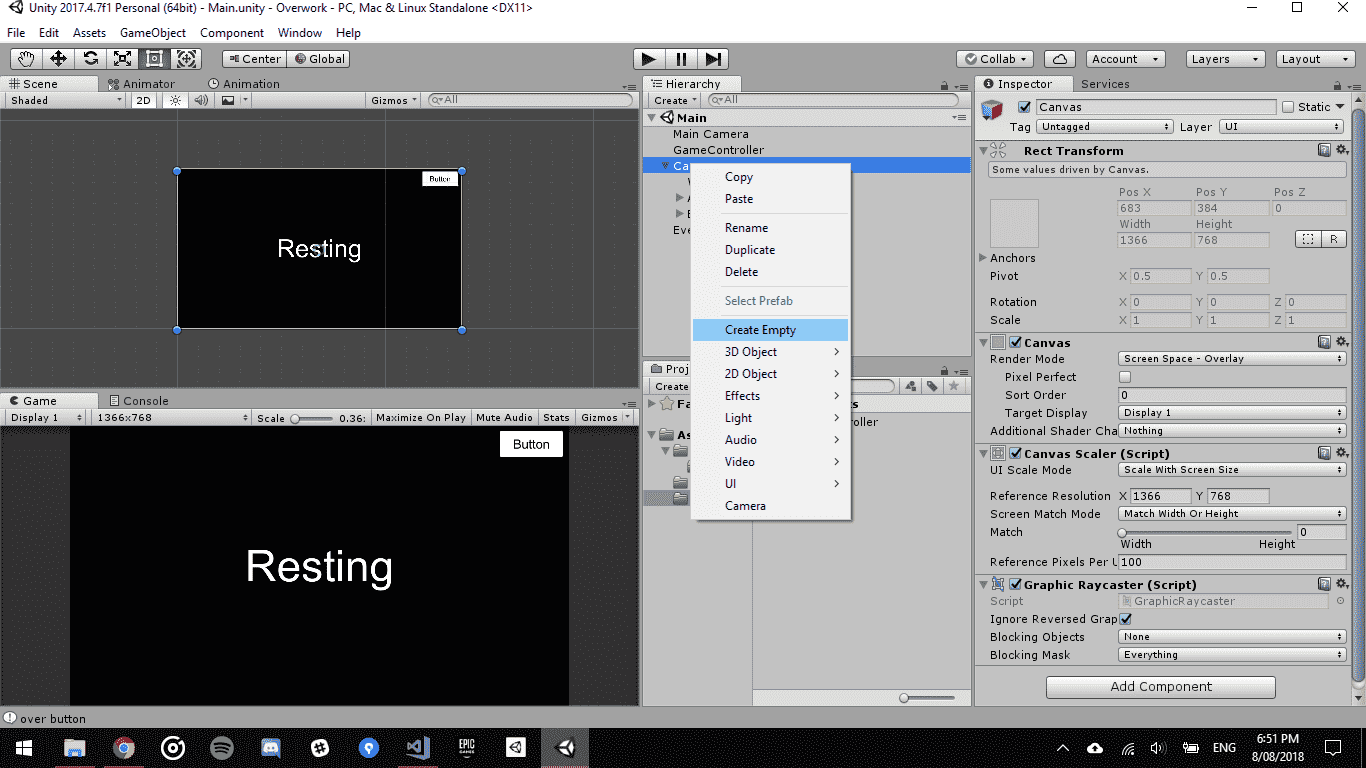 Unity 2017.4.7f1 Personal (64bit) - Main.unity - Overwork - PC, Mac & Linux Standalone <DX11>
File Edit Assets GameObject Component Window Help
Center Global
Collab Account Layers Layout
Scene Animator Animation
Shaded 2D Gizmos All
Button
Resting
Game Console
Display 1 1366x768 Scale 0.36: Maximize On Play Mute Audio Stats Gizmos
Button
Resting
over button
Hierarchy
Create All
Main
Main Camera
GameController
Ca
Eve
Copy
Paste
Rename
Duplicate
Delete
Select Prefab
Create Empty
3D Object
2D Object
Effects
Light
Audio
Video
UI
Camera
Proj
Create
Fa
As
ts
oller
Inspector Services
Canvas Static
Tag Untagged Layer UI
Rect Transform
Some values driven by Canvas.
Pos X Pos Y Pos Z
683 384 0
Width Height
1366 768
R
Anchors
Pivot X 0.5 Y 0.5
Rotation X 0 Y 0 Z 0
Scale X 1 Y 1 Z 1
Canvas
Render Mode Screen Space - Overlay
Pixel Perfect
Sort Order 0
Target Display Display 1
Additional Shader Cha Nothing
Canvas Scaler (Script)
UI Scale Mode Scale With Screen Size
Reference Resolution X 1366 Y 768
Screen Match Mode Match Width Or Height
Match 0
Width Height
Reference Pixels Per U 100
Graphic Raycaster (Script)
Script GraphicRaycaster
Ignore Reversed Grap
Blocking Objects None
Blocking Mask Everything
Add Component
EPIC
GAMES
ENG
6:51 PM
8/08/2018